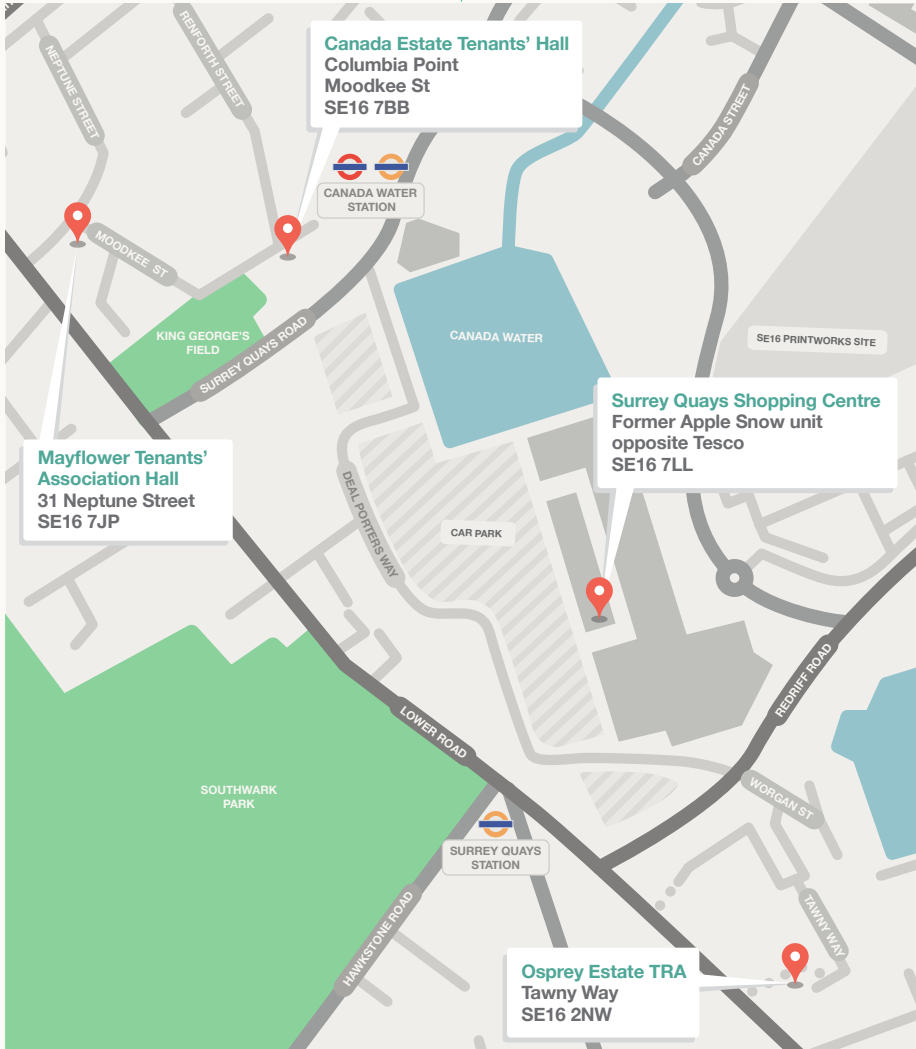 NEPTUNE STREET
RENFORTH STREET
Canada Estate Tenants' Hall
Columbia Point
Moodkee St
SE16 7BB
CANADA STREET
CANADA WATER
STATION
MOODKEE ST
KING GEORGE'S
FIELD
SURREY QUAYS ROAD
CANADA WATER
SE16 PRINTWORKS SITE
Surrey Quays Shopping Centre
Former Apple Snow unit
opposite Tesco
SE16 7LL
Mayflower Tenants'
Association Hall
31 Neptune Street
SE16 7JP
DEAL PORTERS WAY
CAR PARK
REDRIFF ROAD
LOWER ROAD
SOUTHWARK
PARK
WORGAN ST
SURREY QUAYS
STATION
HAWKSTONE ROAD
TAWNY WAY
Osprey Estate TRA
Tawny Way
SE16 2NW